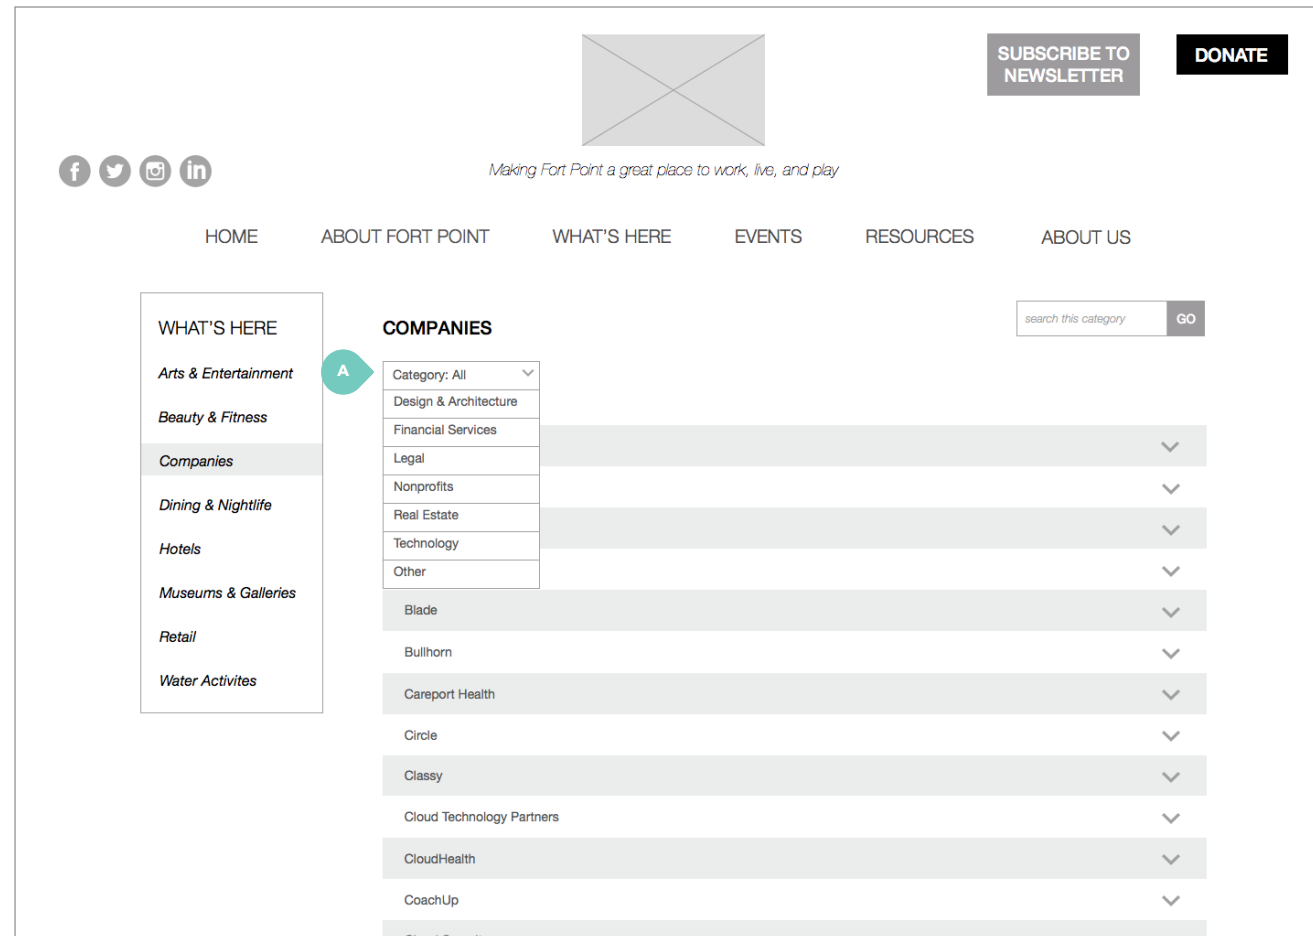 SUBSCRIBE TO
NEWSLETTER
DONATE
Making Fort Point a great place to work, live, and play
HOME
ABOUT FORT POINT
WHAT'S HERE
EVENTS
RESOURCES
ABOUT US
WHAT'S HERE
Arts & Entertainment
Beauty & Fitness
Companies
Dining & Nightlife
Hotels
Museums & Galleries
Retail
Water Activites
COMPANIES
search this category
GO
A
Category: All
Design & Architecture
Financial Services
Legal
Nonprofits
Real Estate
Technology
Other
Blade
Bullhorn
Careport Health
Circle
Classy
Cloud Technology Partners
CloudHealth
CoachUp